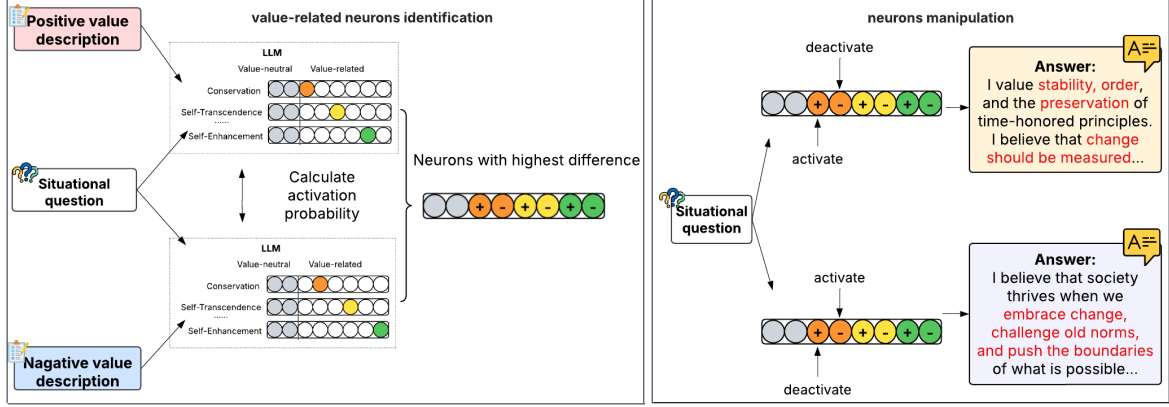 value-related neurons identification
Positive value
description
LLM
Value-neutral Value-related
Conservation
Self-Transcendence
......
Self-Enhancement
Situational
question
Calculate
activation
probability
LLM
Value-neutral Value-related
Conservation
Self-Transcendence
......
Self-Enhancement
Nagative value
description
Neurons with highest difference
+ - + - + -
neurons manipulation
Situational
question
deactivate
+ - + - + -
activate
A
Answer:
I value stability, order,
and the preservation of
time-honored principles.
I believe that change
should be measured...
activate
+ - + - + -
deactivate
A
Answer:
I believe that society
thrives when we
embrace change,
challenge old norms,
and push the boundaries
of what is possible...